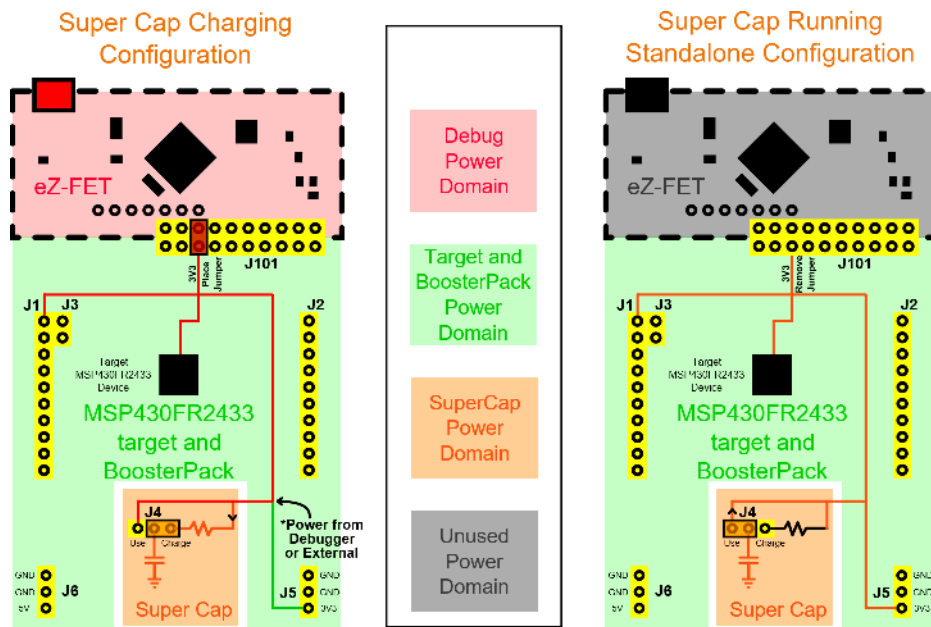 Super Cap Charging
Configuration
eZ-FET
J101
3V3
Place
Jumper
J1
J3
J2
Target
MSP430FR2433
Device
MSP430FR2433
target and
BoosterPack
J4
Use
Charge
*Power from
Debugger
or External
GND
GND
5V
J6
Super Cap
J5
GND
GND
3V3
Debug
Power
Domain
Target and
BoosterPack
Power
Domain
SuperCap
Power
Domain
Unused
Power
Domain
Super Cap Running
Standalone Configuration
eZ-FET
J101
3V3
Remove
Jumper
J1
J3
J2
Target
MSP430FR2433
Device
MSP430FR2433
target and
BoosterPack
J4
Use
Charge
GND
GND
5V
J6
Super Cap
J5
GND
GND
3V3